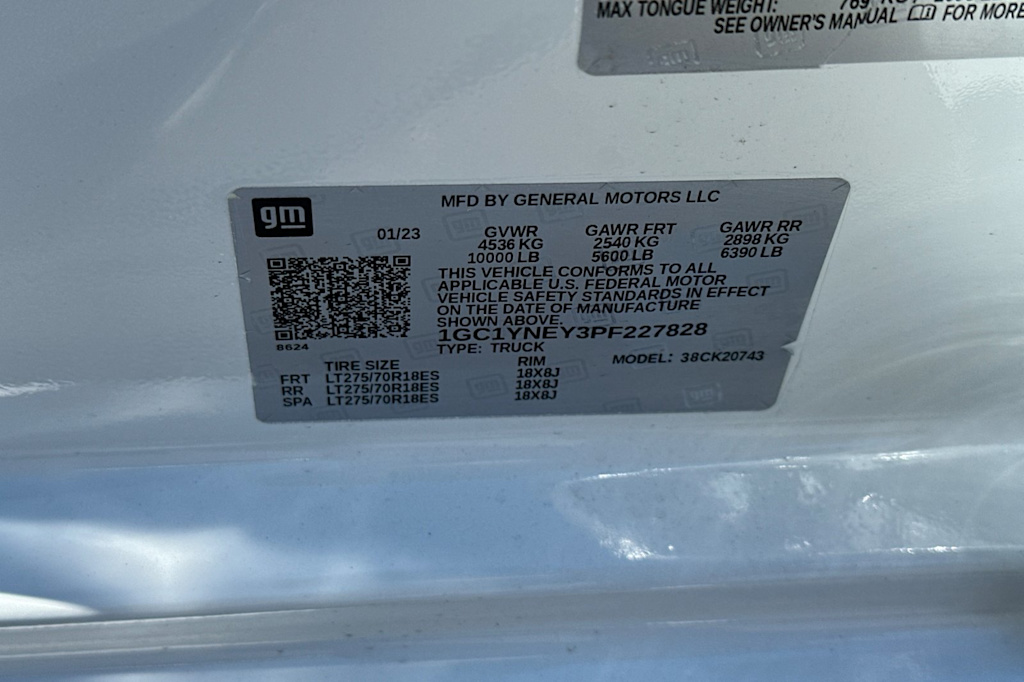 MAX TONGUE WEIGHT: 769
SEE OWNER'S MANUAL FOR MORE
gm
MFD BY GENERAL MOTORS LLC
01/23 GVWR GAWR FRT GAWR RR
4536 KG 2540 KG 2898 KG
10000 LB 5600 LB 6390 LB
THIS VEHICLE CONFORMS TO ALL
APPLICABLE U.S. FEDERAL MOTOR
VEHICLE SAFETY STANDARDS IN EFFECT
ON THE DATE OF MANUFACTURE
SHOWN ABOVE.
1GC1YNEY3PF227828
8624
TYPE: TRUCK MODEL: 38CK20743
TIRE SIZE RIM
FRT LT275/70R18ES 18X8J
RR LT275/70R18ES 18X8J
SPA LT275/70R18ES 18X8J